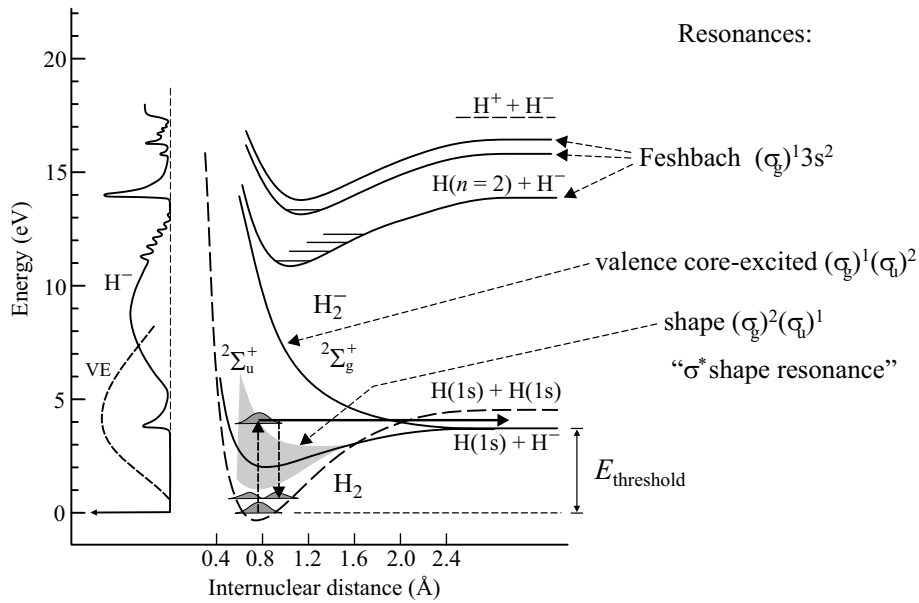 Resonances:
20
15
10
5
0
Energy (eV)
H⁺ + H⁻
Feshbach (σg)¹3s²
H(n = 2) + H⁻
valence core-excited (σg)¹(σu)²
H⁻
H₂⁻
shape (σg)²(σu)¹
VE
²Σu⁺
²Σg⁺
“σ* shape resonance”
H(1s) + H(1s)
H(1s) + H⁻
H₂
Ethreshold
0.4 0.8 1.2 1.6 2.0 2.4
Internuclear distance (Å)